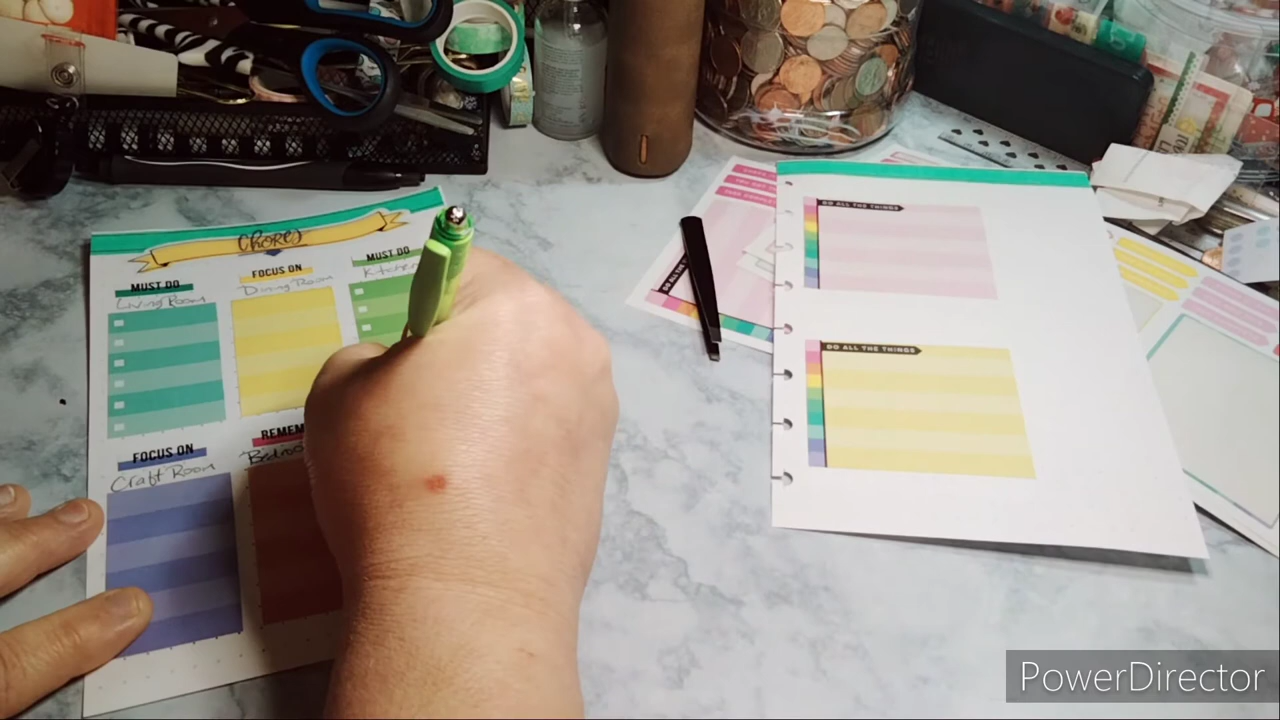 Chores
MUST DO
Living Room
FOCUS ON
Dining Room
MUST DO
Kitchen
FOCUS ON
Craft Room
DO ALL THE THINGS
DO ALL THE THINGS
PowerDirector